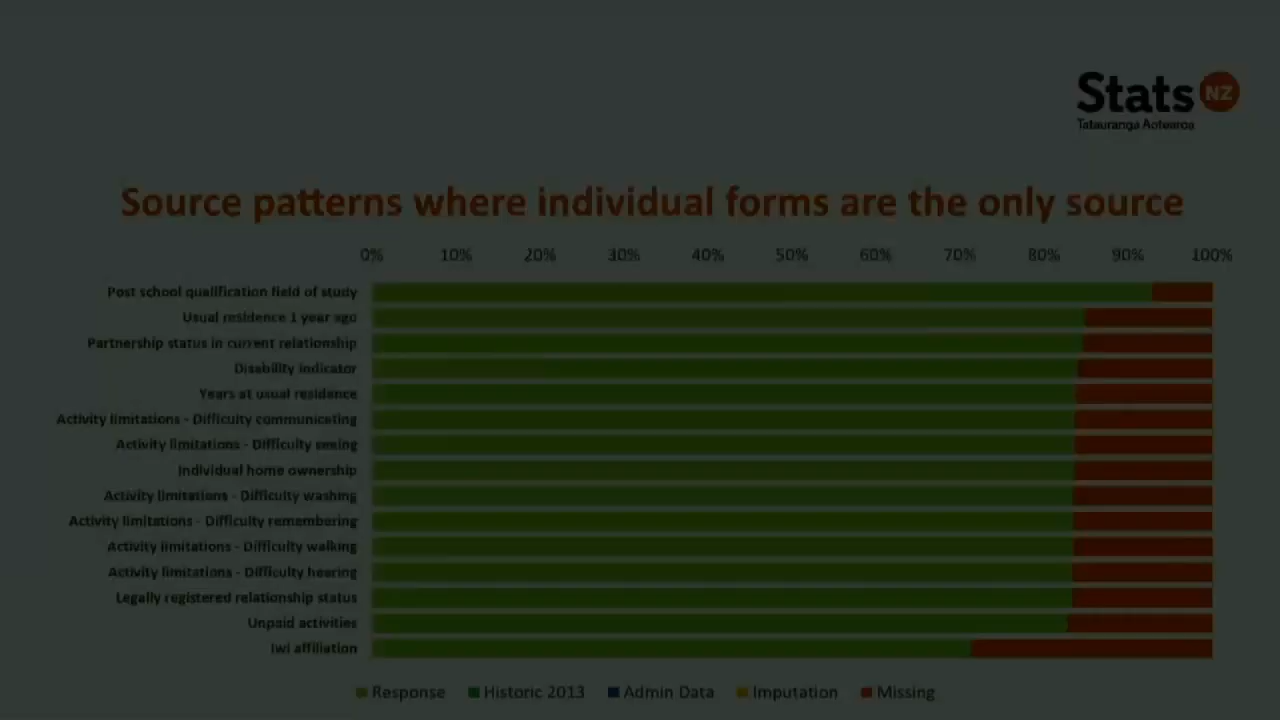 Stats NZ
Tatauranga Aotearoa
Source patterns where individual forms are the only source
0% 10% 20% 30% 40% 50% 60% 70% 80% 90% 100%
Post school qualification field of study
Usual residence 1 year ago
Partnership status in current relationship
Disability indicator
Years at usual residence
Activity limitations - Difficulty communicating
Activity limitations - Difficulty seeing
Individual home ownership
Activity limitations - Difficulty washing
Activity limitations - Difficulty remembering
Activity limitations - Difficulty walking
Activity limitations - Difficulty hearing
Legally registered relationship status
Unpaid activities
Iwi affiliation
Response Historic 2013 Admin Data Imputation Missing